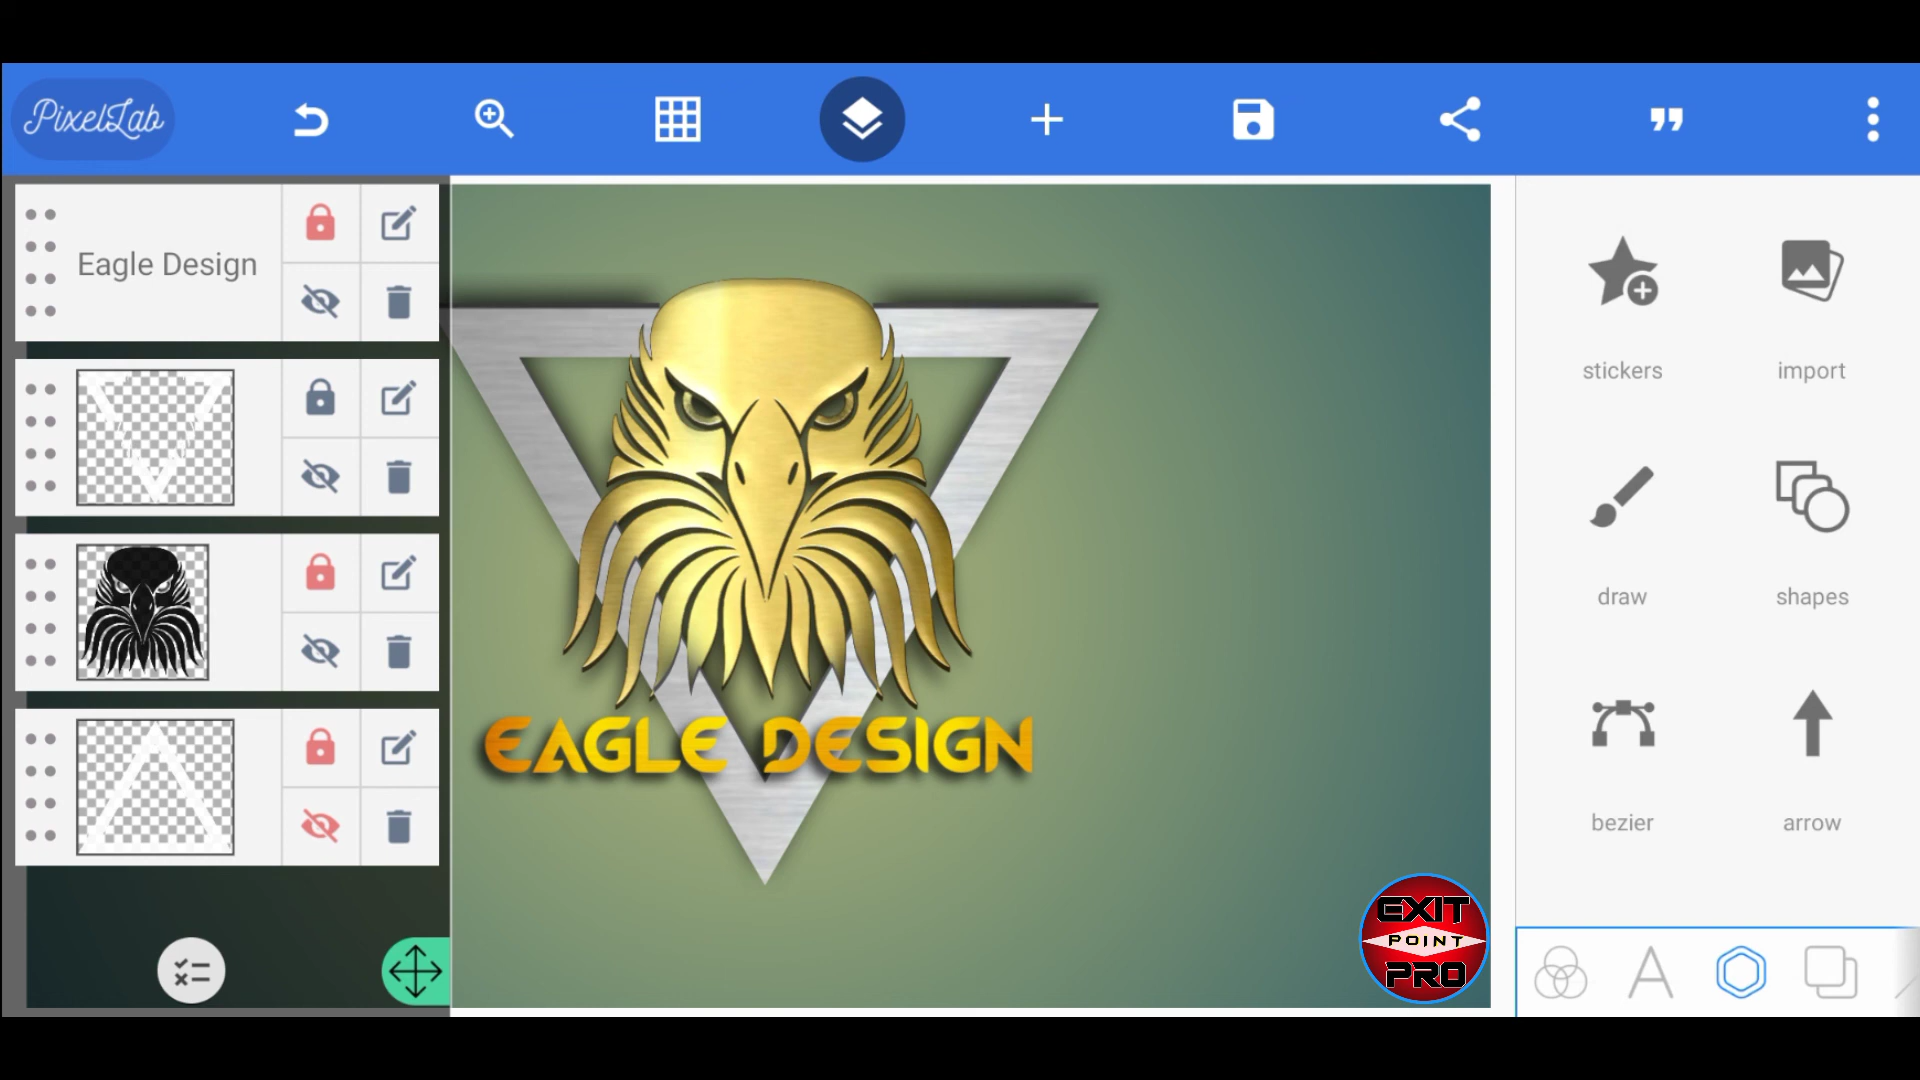 PixelLab
Eagle Design
EAGLE DESIGN
stickers
import
draw
shapes
bezier
arrow
EXIT
POINT
PRO